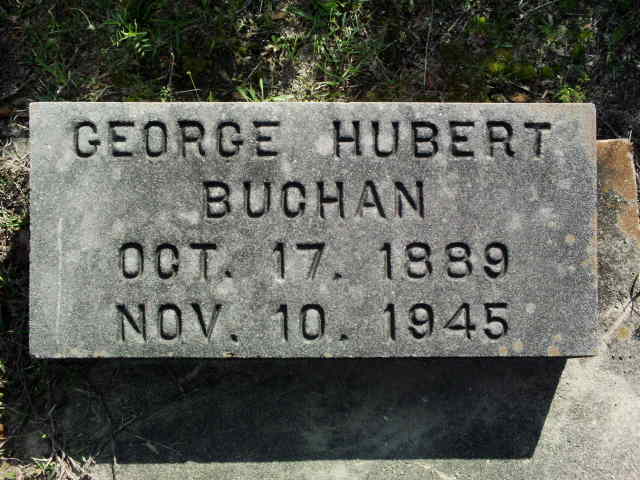 GEORGE HUBERT
BUCHAN
OCT. 17. 1889
NOV. 10. 1945